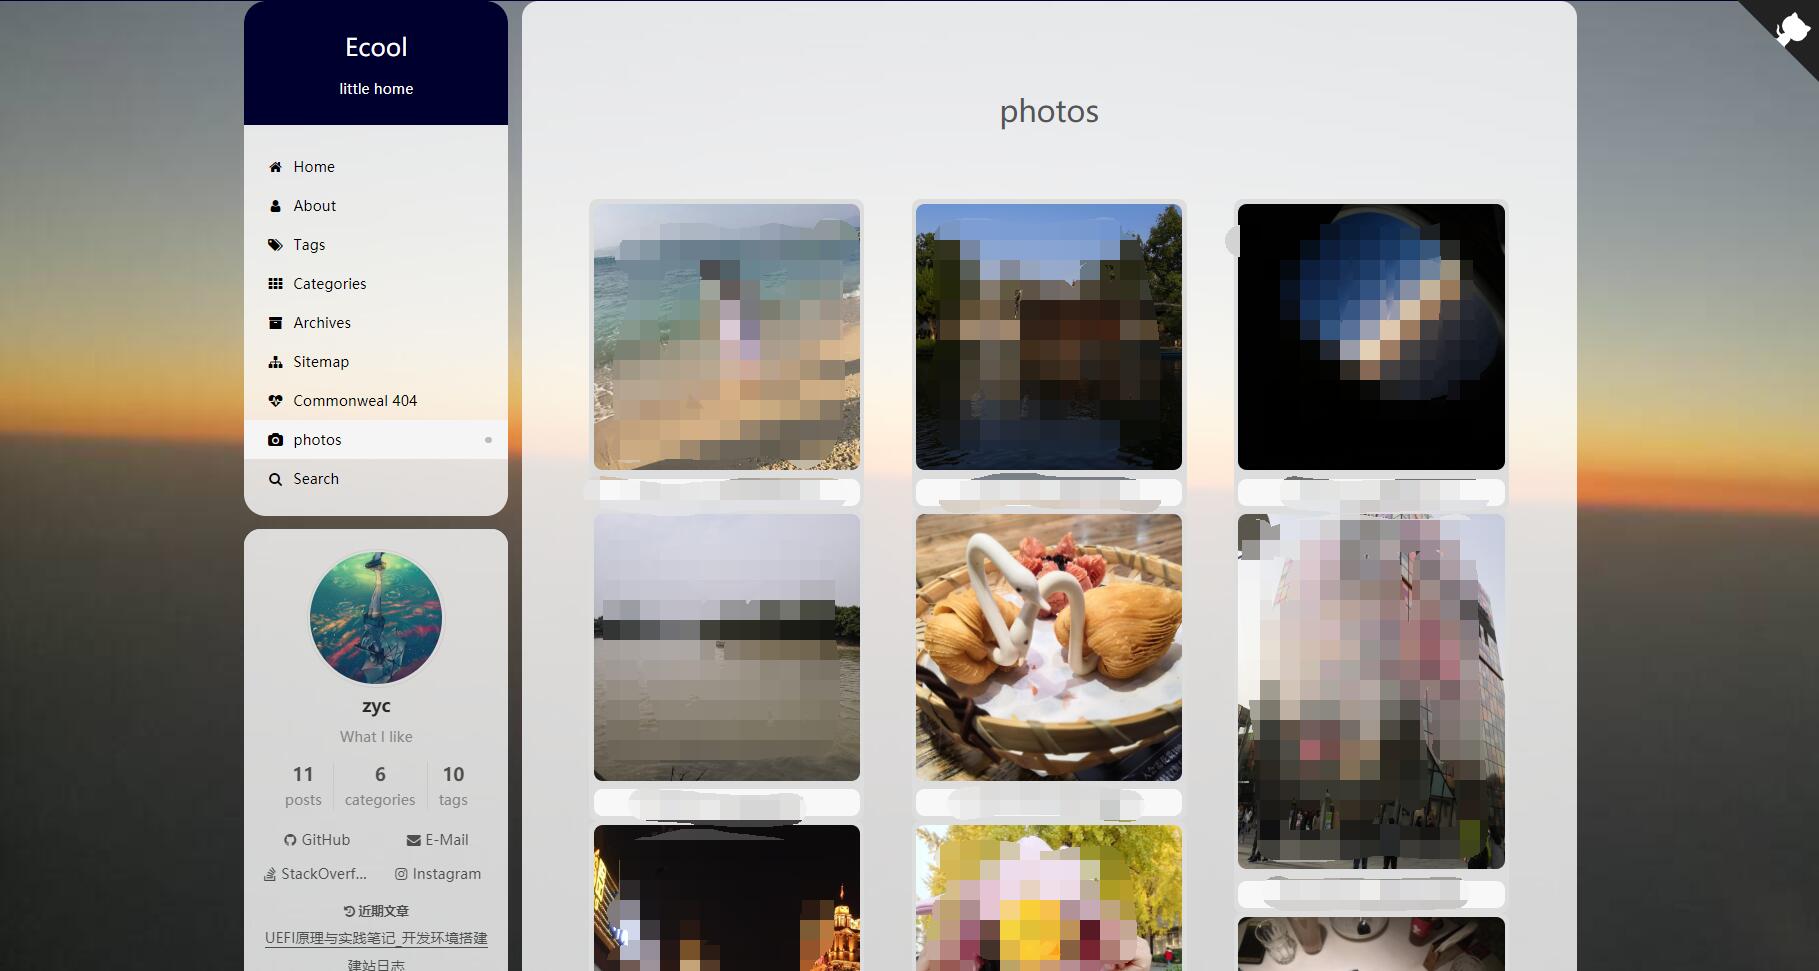 Ecool
little home
Home
About
Tags
Categories
Archives
Sitemap
Commonweal 404
photos
Search
zyc
What I like
11
posts
6
categories
10
tags
GitHub
E-Mail
StackOverf...
Instagram
近期文章
UEFI原理与实践笔记_开发环境搭建
建站日志
photos